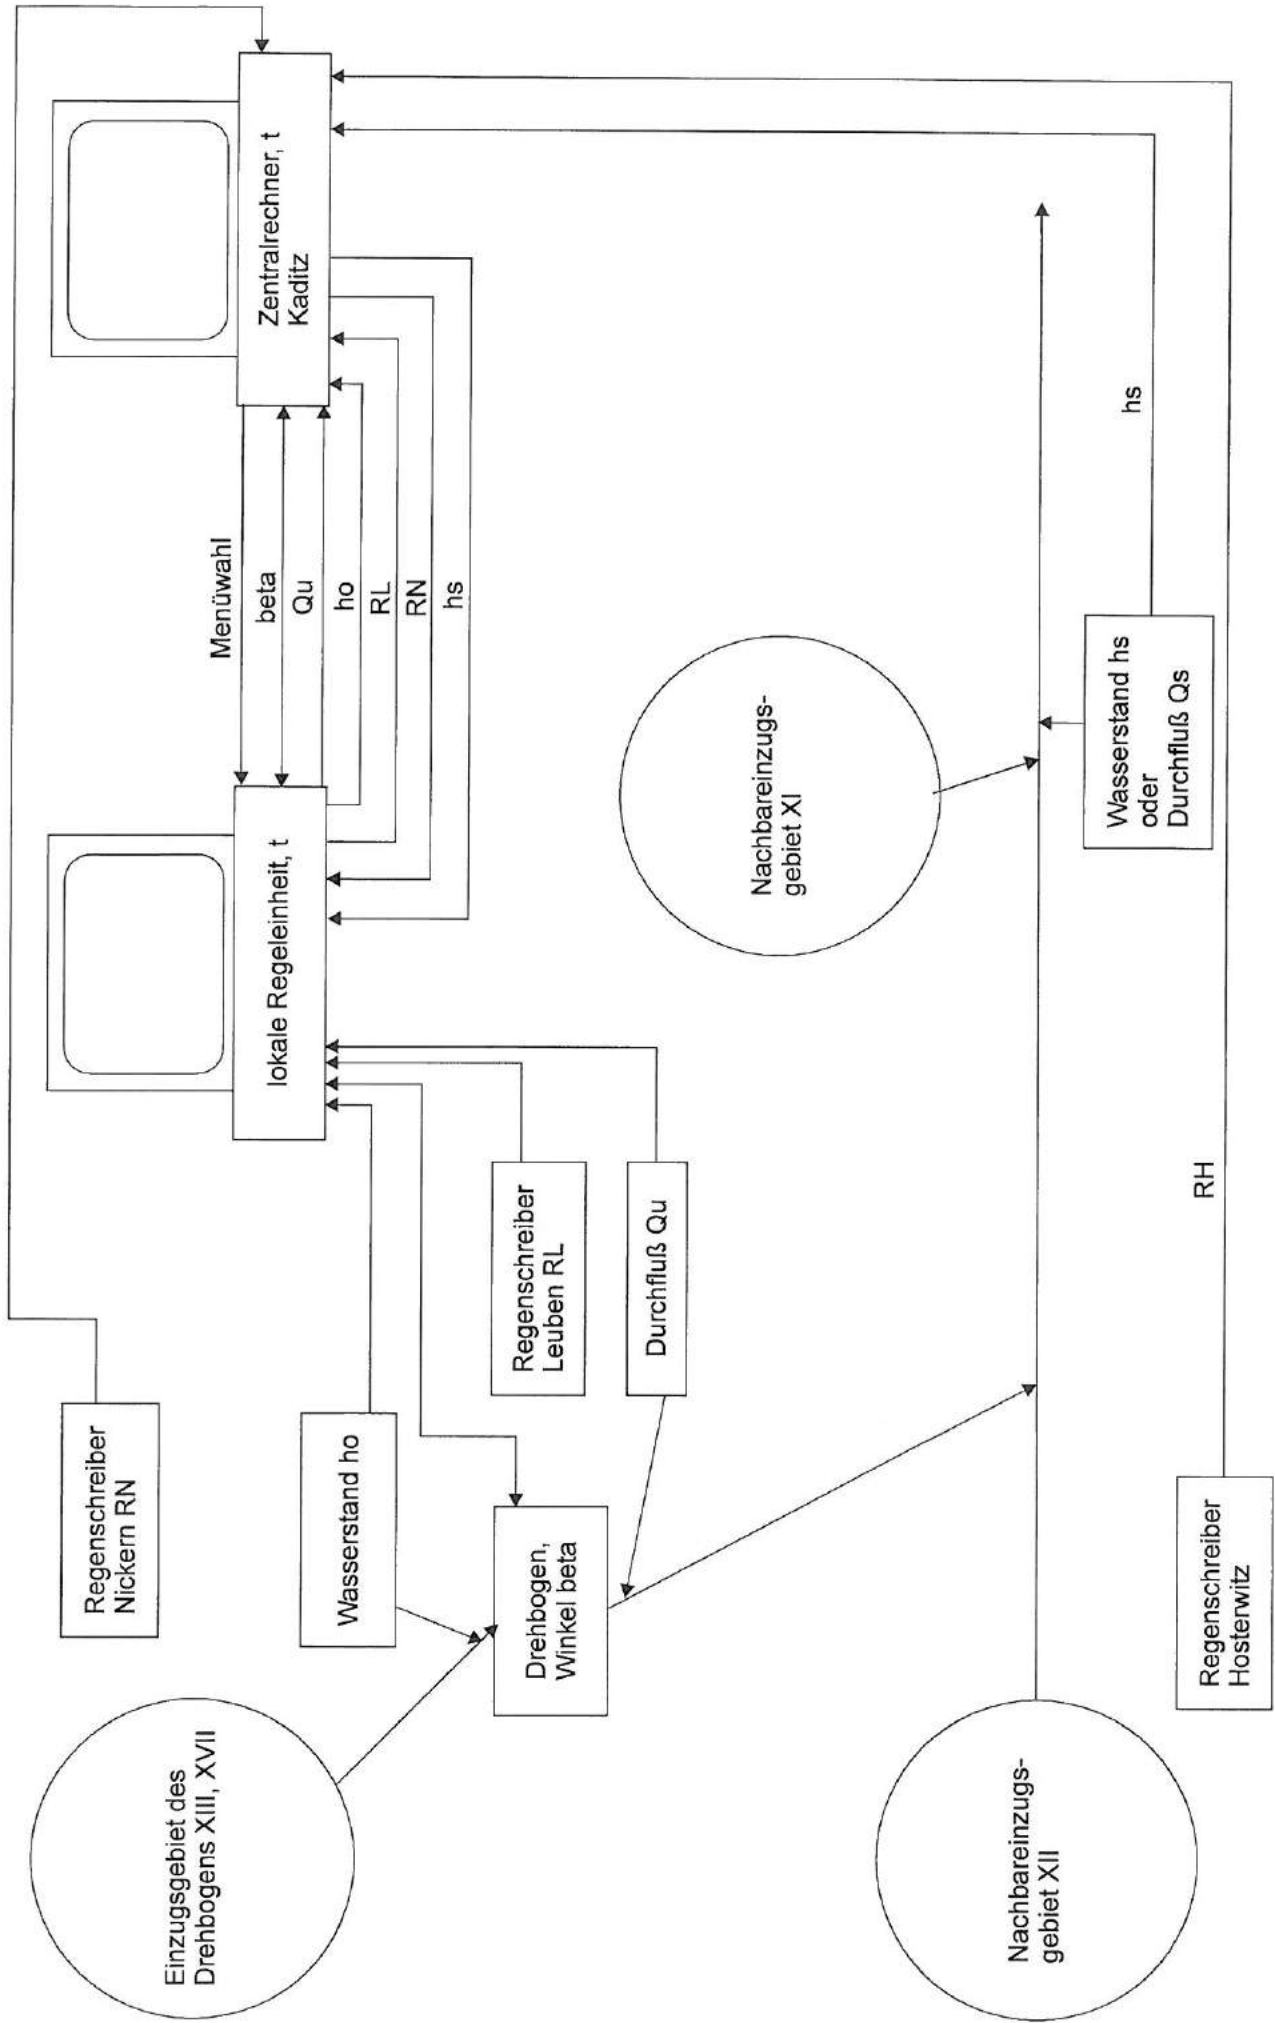 Einzugsgebiet des
Drehbogens XIII, XVII
Regenschreiber
Nickern RN
Wasserstand ho
Drehbogen,
Winkel beta
Regenschreiber
Leuben RL
Durchfluß Qu
lokale Regeleinheit, t
Menüwahl
beta
Qu
ho
RL
RN
hs
Zentralrechner, t
Kaditz
Nachbareinzugs-
gebiet XII
Nachbareinzugs-
gebiet XI
Wasserstand hs
oder
Durchfluß Qs
hs
Regenschreiber
Hosterwitz
RH